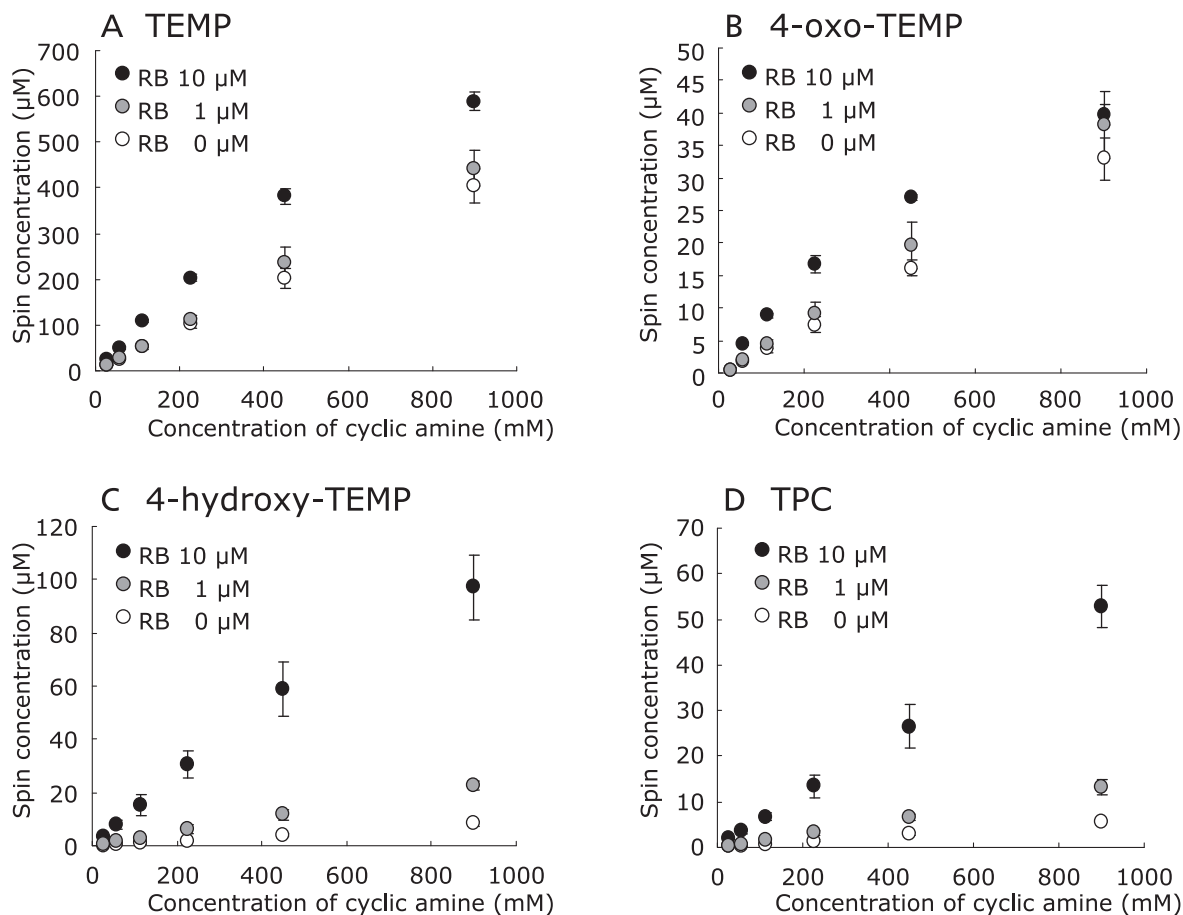 A TEMP
700
600
500
400
300
200
100
0
Spin concentration (µM)
RB 10 µM
RB 1 µM
RB 0 µM
0 200 400 600 800 1000
Concentration of cyclic amine (mM)
B 4-oxo-TEMP
50
45
40
35
30
25
20
15
10
5
0
Spin concentration (µM)
RB 10 µM
RB 1 µM
RB 0 µM
0 200 400 600 800 1000
Concentration of cyclic amine (mM)
C 4-hydroxy-TEMP
120
100
80
60
40
20
0
Spin concentration (µM)
RB 10 µM
RB 1 µM
RB 0 µM
0 200 400 600 800 1000
Concentration of cyclic amine (mM)
D TPC
70
60
50
40
30
20
10
0
Spin concentration (µM)
RB 10 µM
RB 1 µM
RB 0 µM
0 200 400 600 800 1000
Concentration of cyclic amine (mM)